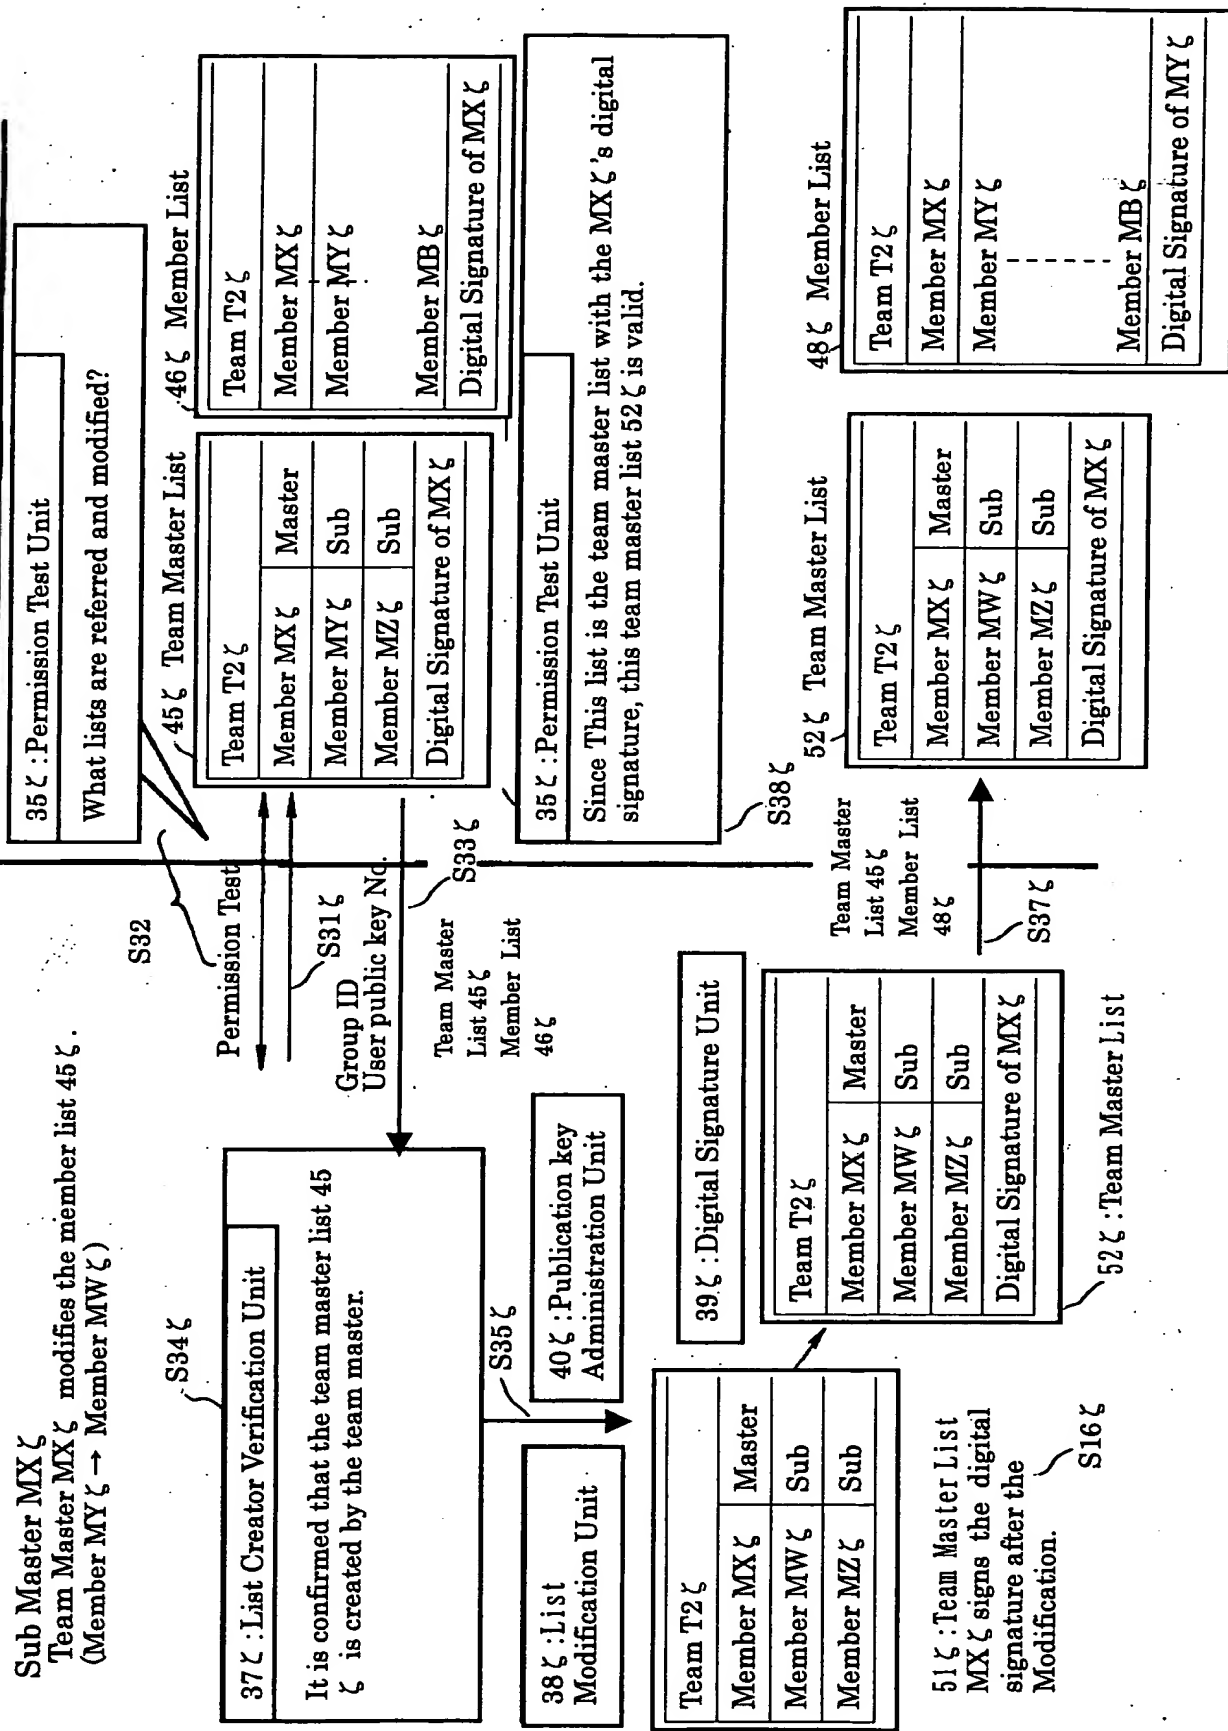 Sub Master MXζ
Team Master MXζ modifies the member list 45ζ.
(Member MYζ → Member MWζ)
S34ζ
37ζ:List Creator Verification Unit
It is confirmed that the team master list 45
ζ is created by the team master.
S35ζ
38ζ:List
Modification Unit
40ζ:Publication key
Administration Unit
Team T2ζ
Member MXζ Master
Member MWζ Sub
Member MZζ Sub
51ζ:Team Master List
MXζ signs the digital
signature after the
Modification.
S16ζ
39ζ:Digital Signature Unit
Team T2ζ
Member MXζ Master
Member MWζ Sub
Member MZζ Sub
Digital Signature of MXζ
52ζ:Team Master List
S32
Permission Test
S31ζ
Group ID
User public key No.
S33ζ
Team Master
List 45ζ
Member List
46ζ
Team Master
List 45ζ
Member List
48ζ
S37ζ
35ζ:Permission Test Unit
What lists are referred and modified?
45ζ Team Master List
Team T2ζ
Member MXζ Master
Member MYζ Sub
Member MZζ Sub
Digital Signature of MXζ
46ζ Member List
Team T2ζ
Member MXζ
Member MYζ
Member MBζ
Digital Signature of MXζ
35ζ:Permission Test Unit
Since This list is the team master list with the MXζ's digital
signature, this team master list 52ζ is valid.
S38ζ
52ζ Team Master List
Team T2ζ
Member MXζ Master
Member MWζ Sub
Member MZζ Sub
Digital Signature of MXζ
48ζ Member List
Team T2ζ
Member MXζ
Member MYζ
Member MBζ
Digital Signature of MYζ